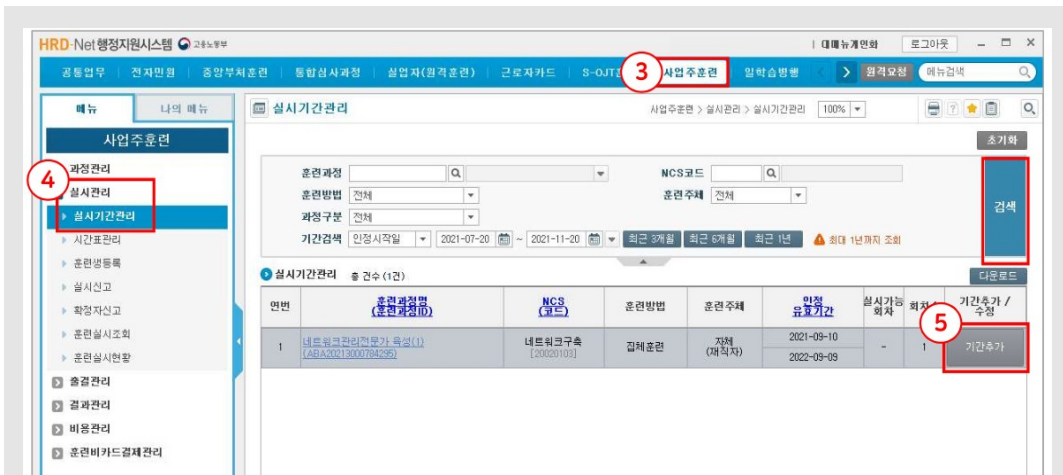 HRD-Net 행정지원시스템 고용노동부 | 대메뉴개인화 로그아웃
공통업무 전자민원 중앙부처훈련 통합심사과정 실업자(원격훈련) 근로자카드 S-OJT 3 사업주훈련 일학습병행 원격요청 메뉴검색
메뉴 나의 메뉴 실시기간관리 사업주훈련 > 실시관리 > 실시기간관리 100%
사업주훈련 초기화
과정관리
4 실시관리
실시기간관리
시간표관리
훈련생등록
실시신고
확정자신고
훈련실시조회
훈련실시현황
출결관리
결과관리
비용관리
훈련비카드결제관리
훈련과정 NCS코드
훈련방법 전체 훈련주체 전체
과정구분 전체
검색
기간검색 인정시작일 2021-07-20 ~ 2021-11-20 최근 3개월 최근 6개월 최근 1년 최대 1년까지 조회
실시기간관리 총 건수 (1건) 다운로드
연번 훈련과정명 (훈련과정ID) NCS (코드) 훈련방법 훈련주체 인정 유효기간 실시가능 회차 기간추가 / 수정
5
1 네트워크관리전문가 육성(1) (ABA20213000784295) 네트워크구축 [20020103] 집체훈련 자체 (재직자) 2021-09-10 2022-09-09 - 1 기간추가